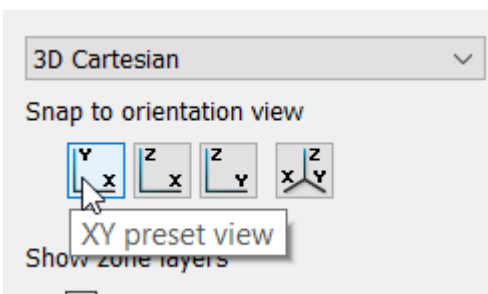 3D Cartesian
Snap to orientation view
Y X Z X Z Y Z X Y
XY preset view
Show zone layers